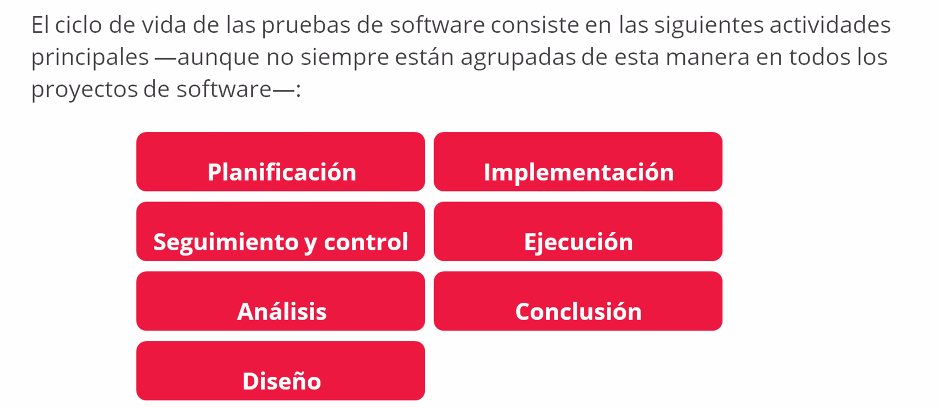 El ciclo de vida de las pruebas de software consiste en las siguientes actividades
principales —aunque no siempre están agrupadas de esta manera en todos los
proyectos de software—:
Planificación
Implementación
Seguimiento y control
Ejecución
Análisis
Conclusión
Diseño